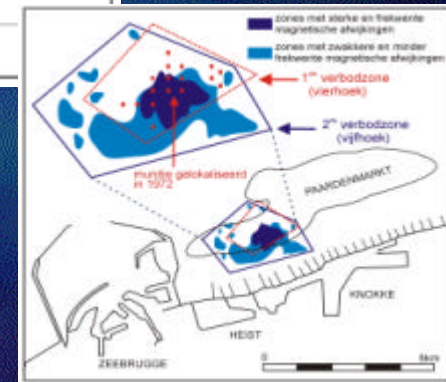 zones met sterke en frekwente
magnetische afwijkingen
zones met zwakkere en minder
frekwente magnetische afwijkingen
1ste verbodzone
(vierhoek)
2de verbodzone
(vijfhoek)
munitie gelokaliseerd
in 1972
PAARDENMARKT
KNOKKE
HEIST
ZEEBRUGGE
0 5km